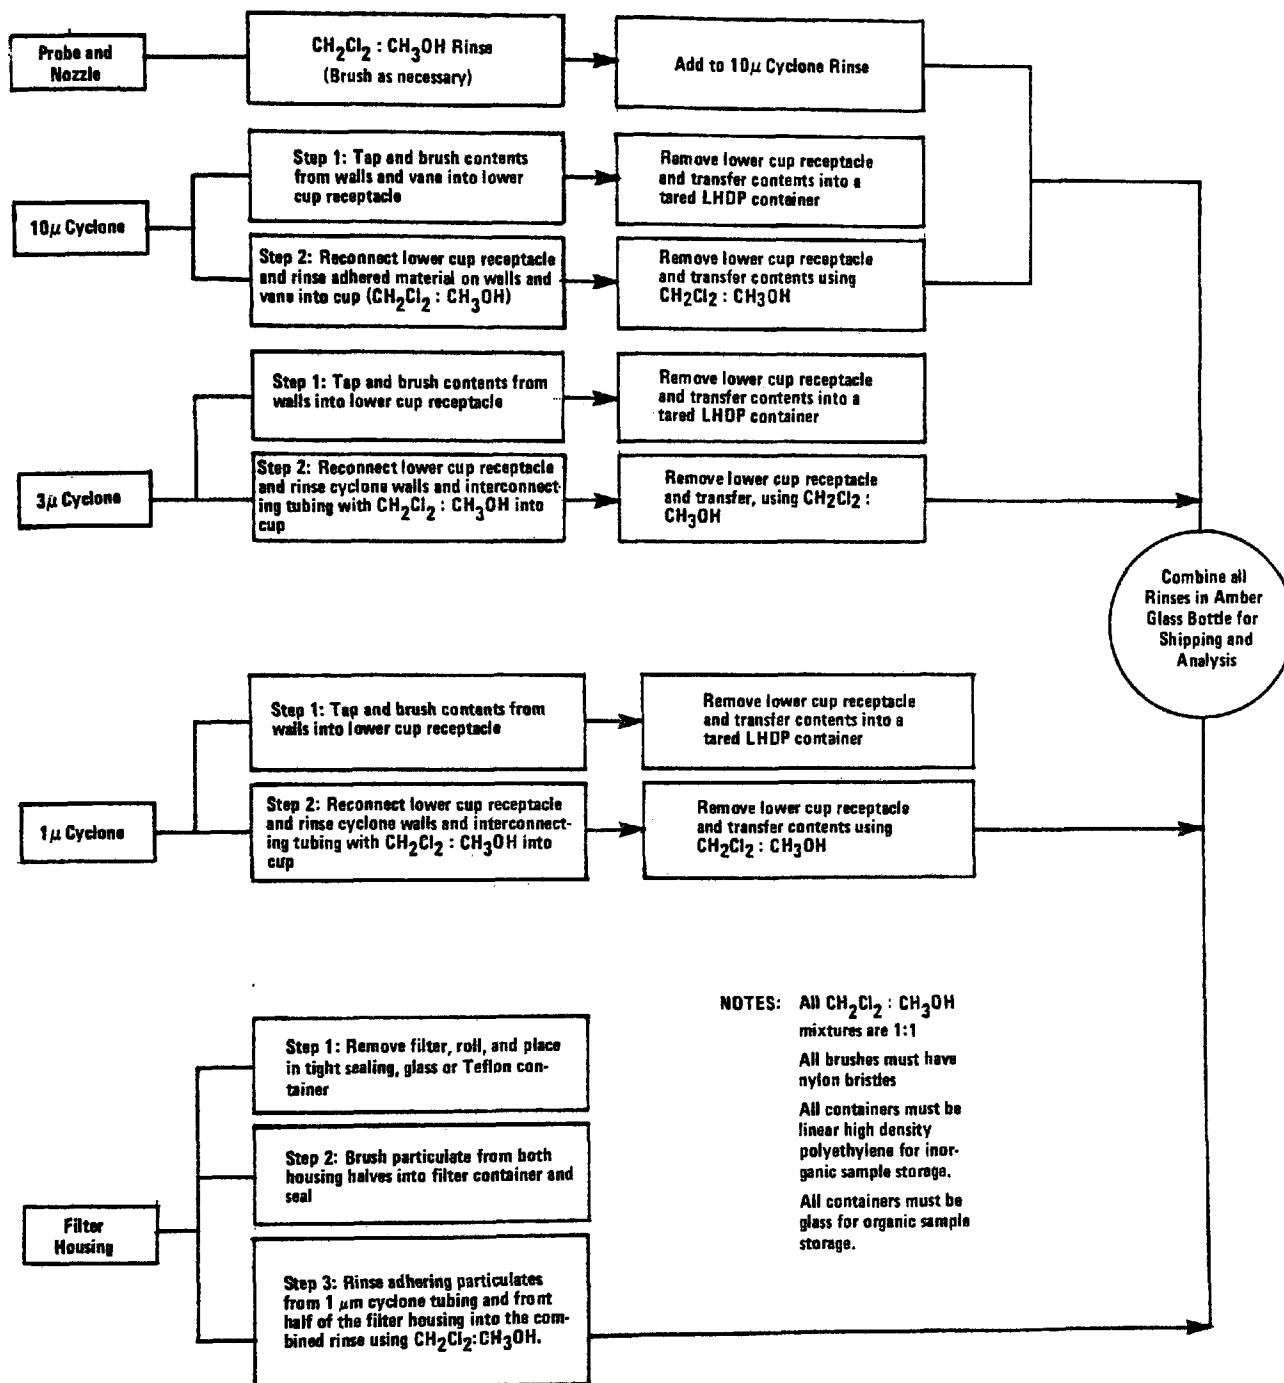 Probe and
Nozzle
CH2Cl2 : CH3OH Rinse
(Brush as necessary)
Add to 10μ Cyclone Rinse
10μ Cyclone
Step 1: Tap and brush contents
from walls and vane into lower
cup receptacle
Remove lower cup receptacle
and transfer contents into a
tared LHDP container
Step 2: Reconnect lower cup receptacle
and rinse adhered material on walls and
vane into cup (CH2Cl2 : CH3OH)
Remove lower cup receptacle
and transfer contents using
CH2Cl2 : CH3OH
3μ Cyclone
Step 1: Tap and brush contents from
walls into lower cup receptacle
Remove lower cup receptacle
and transfer contents into a
tared LHDP container
Step 2: Reconnect lower cup receptacle
and rinse cyclone walls and interconnect-
ing tubing with CH2Cl2 : CH3OH into
cup
Remove lower cup receptacle
and transfer, using CH2Cl2 :
CH3OH
Combine all
Rinses in Amber
Glass Bottle for
Shipping and
Analysis
1μ Cyclone
Step 1: Tap and brush contents from
walls into lower cup receptacle
Remove lower cup receptacle
and transfer contents into a
tared LHDP container
Step 2: Reconnect lower cup receptacle
and rinse cyclone walls and interconnect-
ing tubing with CH2Cl2 : CH3OH into
cup
Remove lower cup receptacle
and transfer contents using
CH2Cl2 : CH3OH
Filter
Housing
Step 1: Remove filter, roll, and place
in tight sealing, glass or Teflon con-
tainer
Step 2: Brush particulate from both
housing halves into filter container and
seal
Step 3: Rinse adhering particulates
from 1 μm cyclone tubing and front
half of the filter housing into the com-
bined rinse using CH2Cl2:CH3OH.
NOTES: All CH2Cl2 : CH3OH
mixtures are 1:1
All brushes must have
nylon bristles
All containers must be
linear high density
polyethylene for inor-
ganic sample storage.
All containers must be
glass for organic sample
storage.